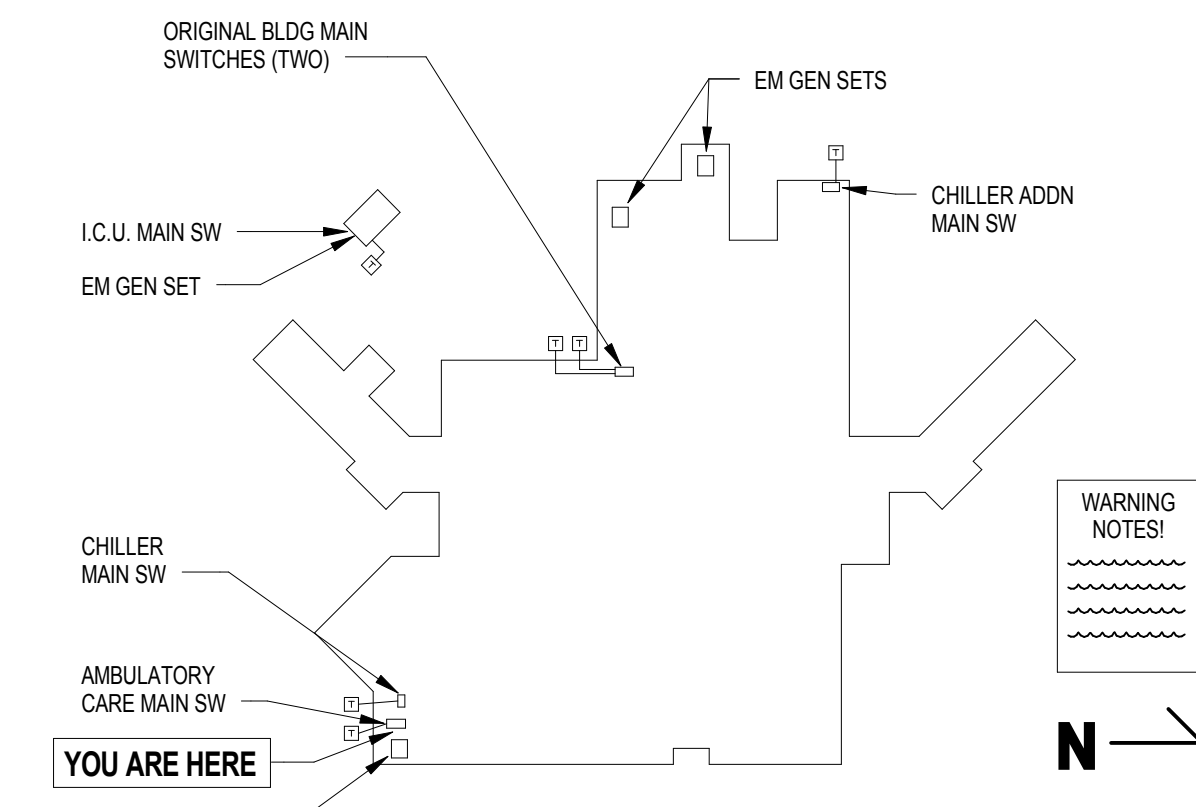 ORIGINAL BLDG MAIN
SWITCHES (TWO)
EM GEN SETS
T
CHILLER ADDN
MAIN SW
I.C.U. MAIN SW
T
EM GEN SET
T T
WARNING
NOTES!
CHILLER
MAIN SW
AMBULATORY
CARE MAIN SW
T
T
YOU ARE HERE
N